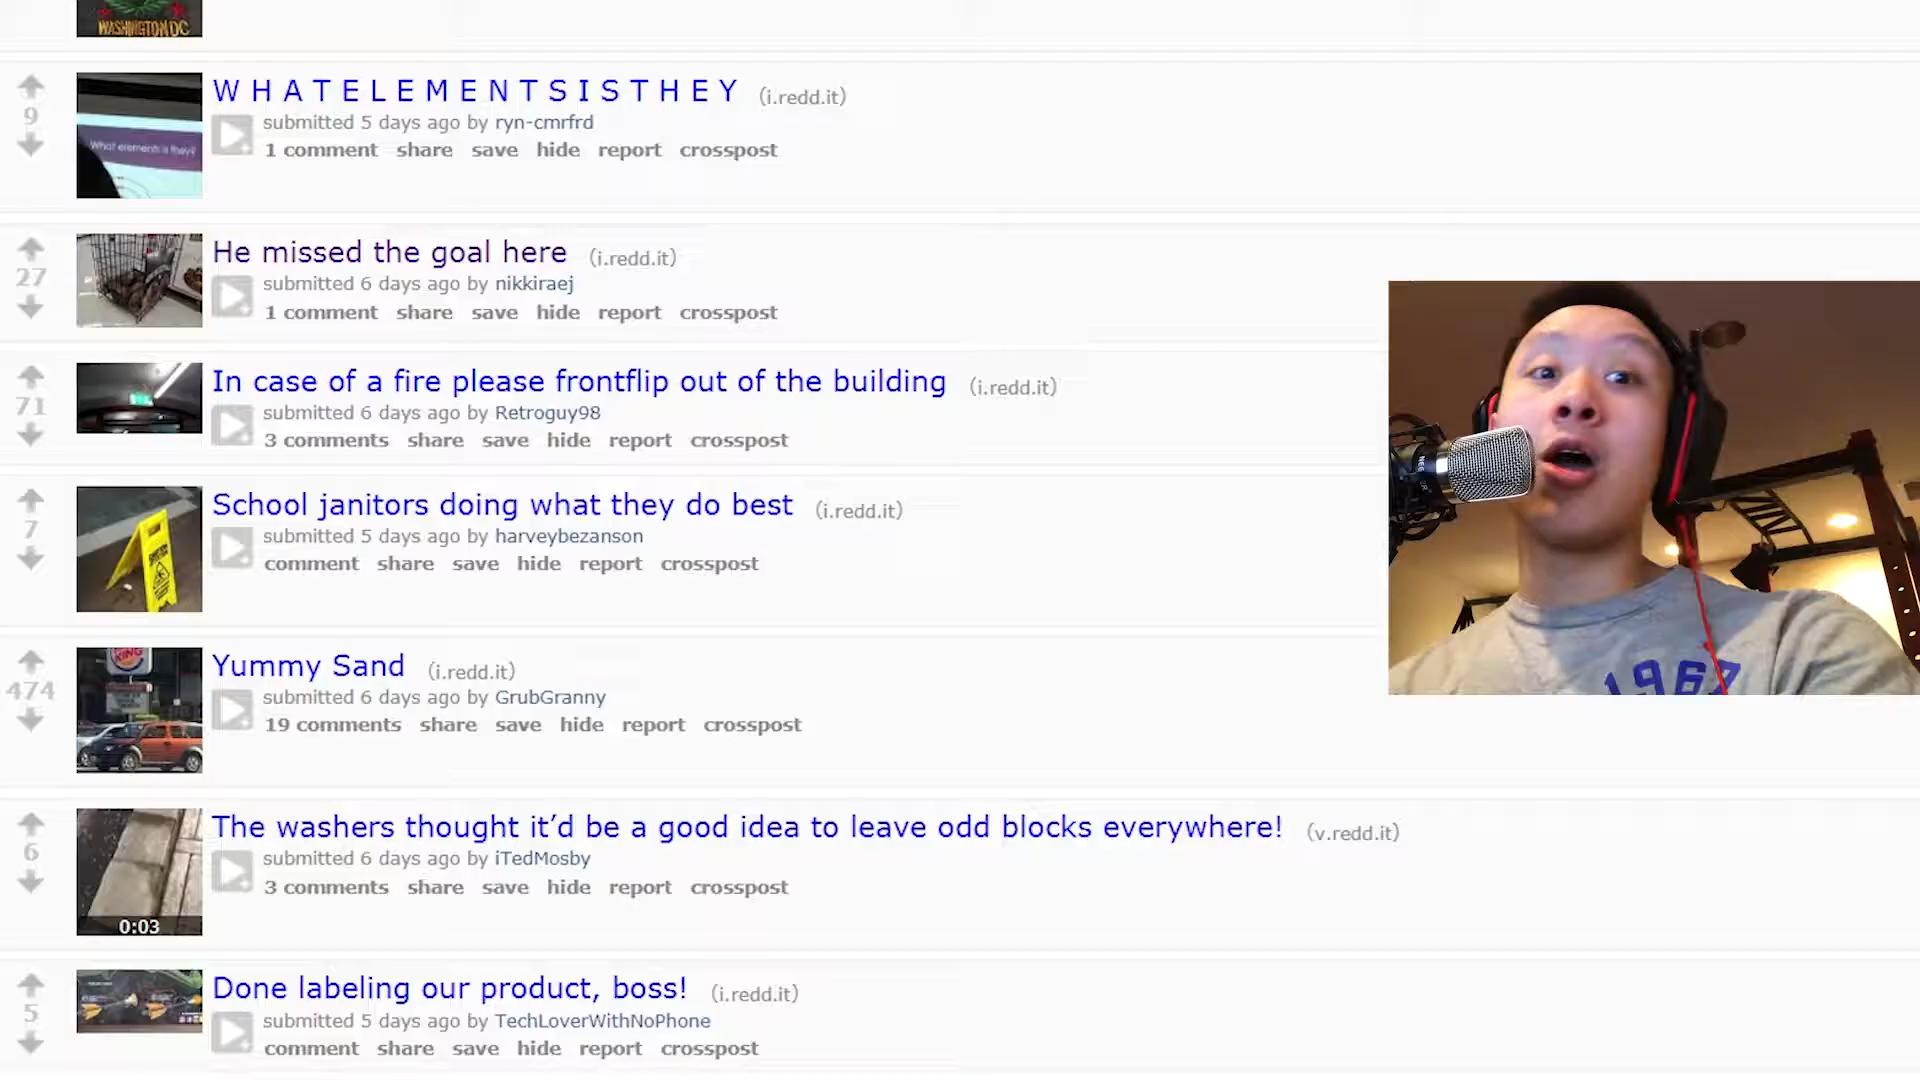 WASHINGTON DC
W H A T E L E M E N T S I S T H E Y (i.redd.it)
9
submitted 5 days ago by ryn-cmrfrd
What elements is they?
1 comment share save hide report crosspost
He missed the goal here (i.redd.it)
27
submitted 6 days ago by nikkiraej
1 comment share save hide report crosspost
In case of a fire please frontflip out of the building (i.redd.it)
71
submitted 6 days ago by Retroguy98
3 comments share save hide report crosspost
School janitors doing what they do best (i.redd.it)
7
submitted 5 days ago by harveybezanson
comment share save hide report crosspost
KING
Yummy Sand (i.redd.it)
474
submitted 6 days ago by GrubGranny
19 comments share save hide report crosspost
1967
The washers thought it’d be a good idea to leave odd blocks everywhere! (v.redd.it)
6
submitted 6 days ago by iTedMosby
3 comments share save hide report crosspost
0:03
Done labeling our product, boss! (i.redd.it)
5
submitted 5 days ago by TechLoverWithNoPhone
comment share save hide report crosspost